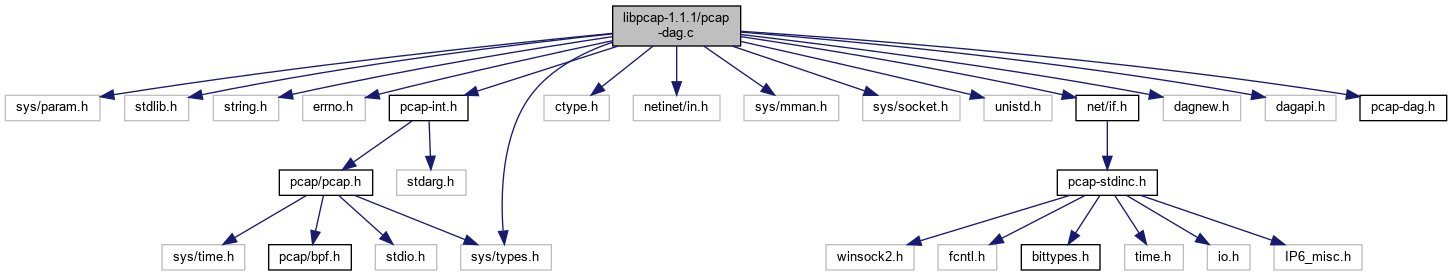 libpcap-1.1.1/pcap
-dag.c
sys/param.h
stdlib.h
string.h
errno.h
pcap-int.h
ctype.h
netinet/in.h
sys/mman.h
sys/socket.h
unistd.h
net/if.h
dagnew.h
dagapi.h
pcap-dag.h
pcap/pcap.h
stdarg.h
pcap-stdinc.h
sys/time.h
pcap/bpf.h
stdio.h
sys/types.h
winsock2.h
fcntl.h
bittypes.h
time.h
io.h
IP6_misc.h